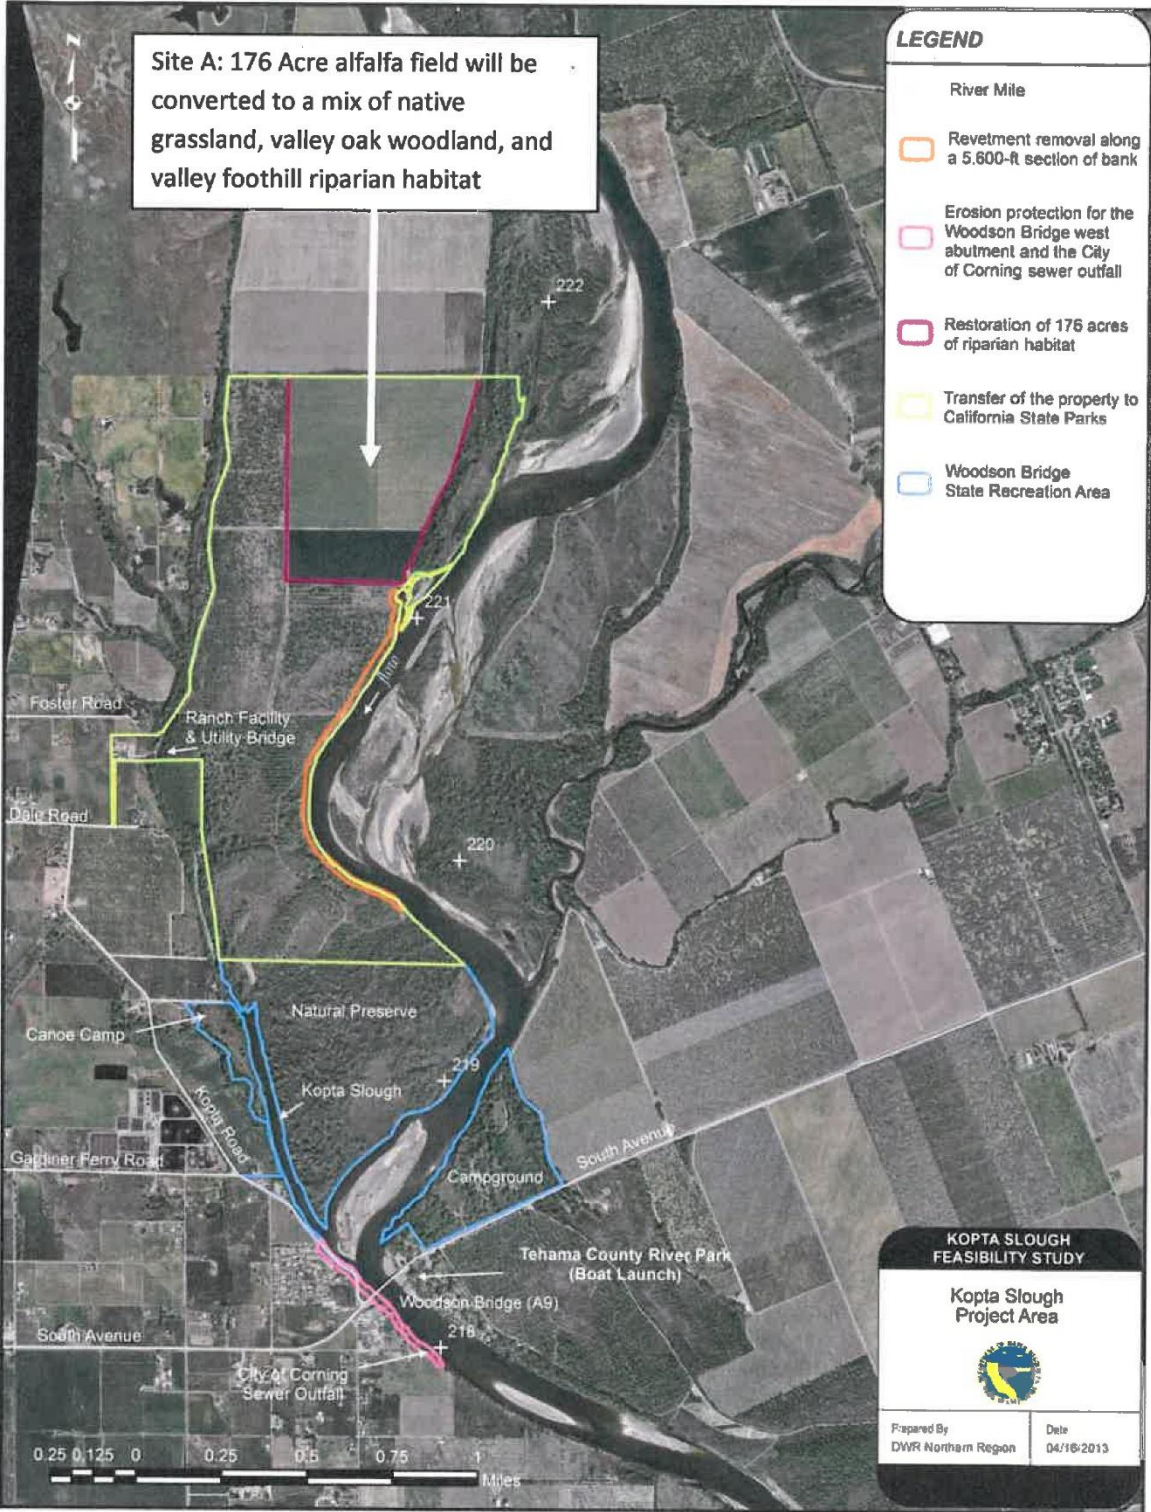 Site A: 176 Acre alfalfa field will be
converted to a mix of native
grassland, valley oak woodland, and
valley foothill riparian habitat
LEGEND
River Mile
Revetment removal along
a 5,600-ft section of bank
Erosion protection for the
Woodson Bridge west
abutment and the City
of Corning sewer outfall
Restoration of 176 acres
of riparian habitat
Transfer of the property to
California State Parks
Woodson Bridge
State Recreation Area
N
222
221
flow
Foster Road
Ranch Facility
& Utility Bridge
Dale Road
220
Natural Preserve
Canoe Camp
219
Kopta Slough
Kopta Road
Gardiner Ferry Road
Campground
South Avenue
Tehama County River Park
(Boat Launch)
Woodson Bridge (A9)
218
South Avenue
City of Corning
Sewer Outfall
0.25 0.125 0 0.25 0.5 0.75 1
Miles
KOPTA SLOUGH
FEASIBILITY STUDY
Kopta Slough
Project Area
Prepared By
DWR Northern Region
Date
04/16/2013